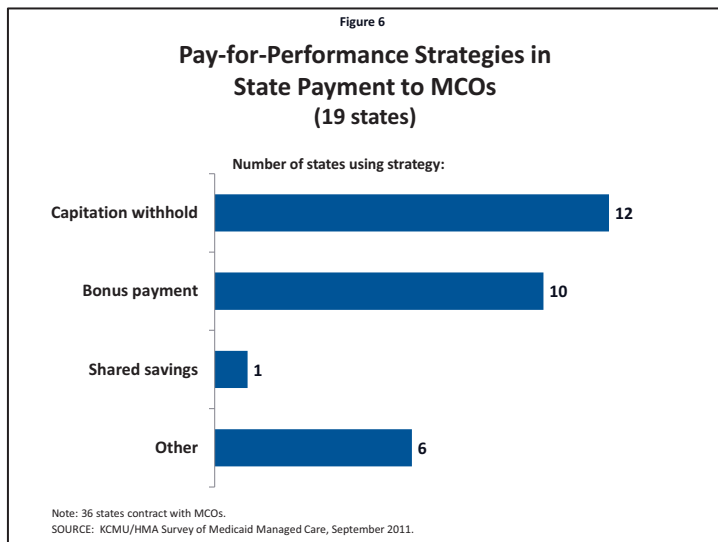 Figure 6
Pay-for-Performance Strategies in
State Payment to MCOs
(19 states)
Number of states using strategy:
Capitation withhold 12
Bonus payment 10
Shared savings 1
Other 6
Note: 36 states contract with MCOs.
SOURCE: KCMU/HMA Survey of Medicaid Managed Care, September 2011.